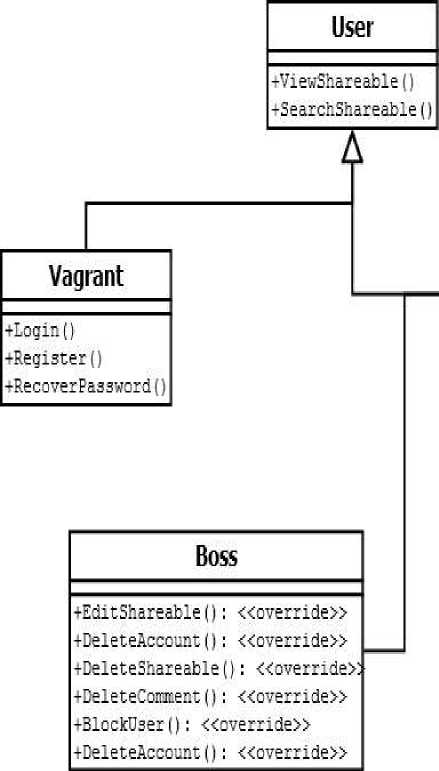 User
+ViewShareable()
+SearchShareable()
Vagrant
+Login()
+Register()
+RecoverPassword()
Boss
+EditShareable(): <<override>>
+DeleteAccount(): <<override>>
+DeleteShareable(): <<override>>
+DeleteComment(): <<override>>
+BlockUser(): <<override>>
+DeleteAccount(): <<override>>